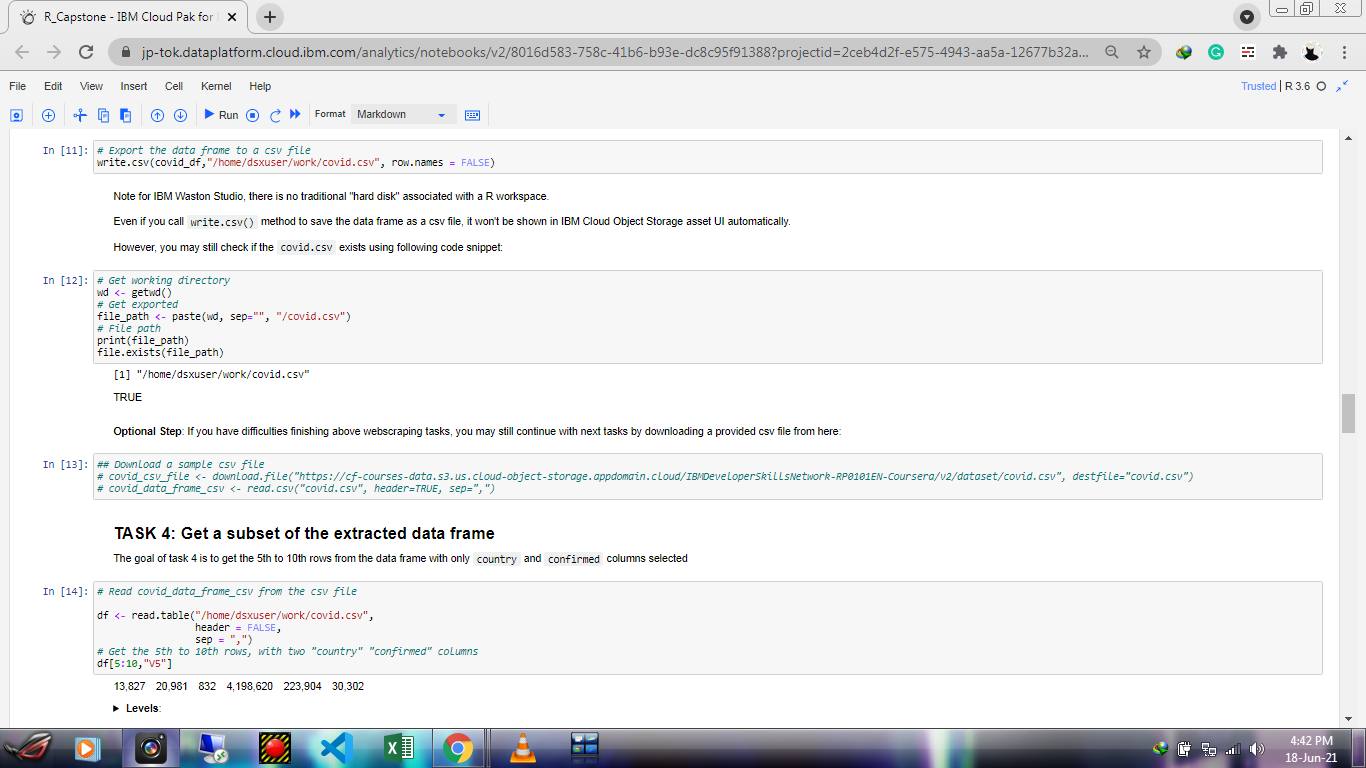 R_Capstone - IBM Cloud Pak for
jp-tok.dataplatform.cloud.ibm.com/analytics/notebooks/v2/8016d583-758c-41b6-b93e-dc8c95f91388?projectid=2ceb4d2f-e575-4943-aa5a-12677b32a...
File Edit View Insert Cell Kernel Help
Trusted | R 3.6
Run Format Markdown
In [11]: # Export the data frame to a csv file
write.csv(covid_df,"/home/dsxuser/work/covid.csv", row.names = FALSE)
Note for IBM Waston Studio, there is no traditional "hard disk" associated with a R workspace.
Even if you call write.csv() method to save the data frame as a csv file, it won't be shown in IBM Cloud Object Storage asset UI automatically.
However, you may still check if the covid.csv exists using following code snippet:
In [12]: # Get working directory
wd <- getwd()
# Get exported
file_path <- paste(wd, sep="", "/covid.csv")
# File path
print(file_path)
file.exists(file_path)
[1] "/home/dsxuser/work/covid.csv"
TRUE
Optional Step: If you have difficulties finishing above webscraping tasks, you may still continue with next tasks by downloading a provided csv file from here:
In [13]: ## Download a sample csv file
# covid_csv_file <- download.file("https://cf-courses-data.s3.us.cloud-object-storage.appdomain.cloud/IBMDeveloperSkillsNetwork-RP0101EN-Coursera/v2/dataset/covid.csv", destfile="covid.csv")
# covid_data_frame_csv <- read.csv("covid.csv", header=TRUE, sep=",")
TASK 4: Get a subset of the extracted data frame
The goal of task 4 is to get the 5th to 10th rows from the data frame with only country and confirmed columns selected
In [14]: # Read covid_data_frame_csv from the csv file
df <- read.table("/home/dsxuser/work/covid.csv",
header = FALSE,
sep = ",")
# Get the 5th to 10th rows, with two "country" "confirmed" columns
df[5:10,"V5"]
13,827 20,981 832 4,198,620 223,904 30,302
Levels:
4:42 PM
18-Jun-21